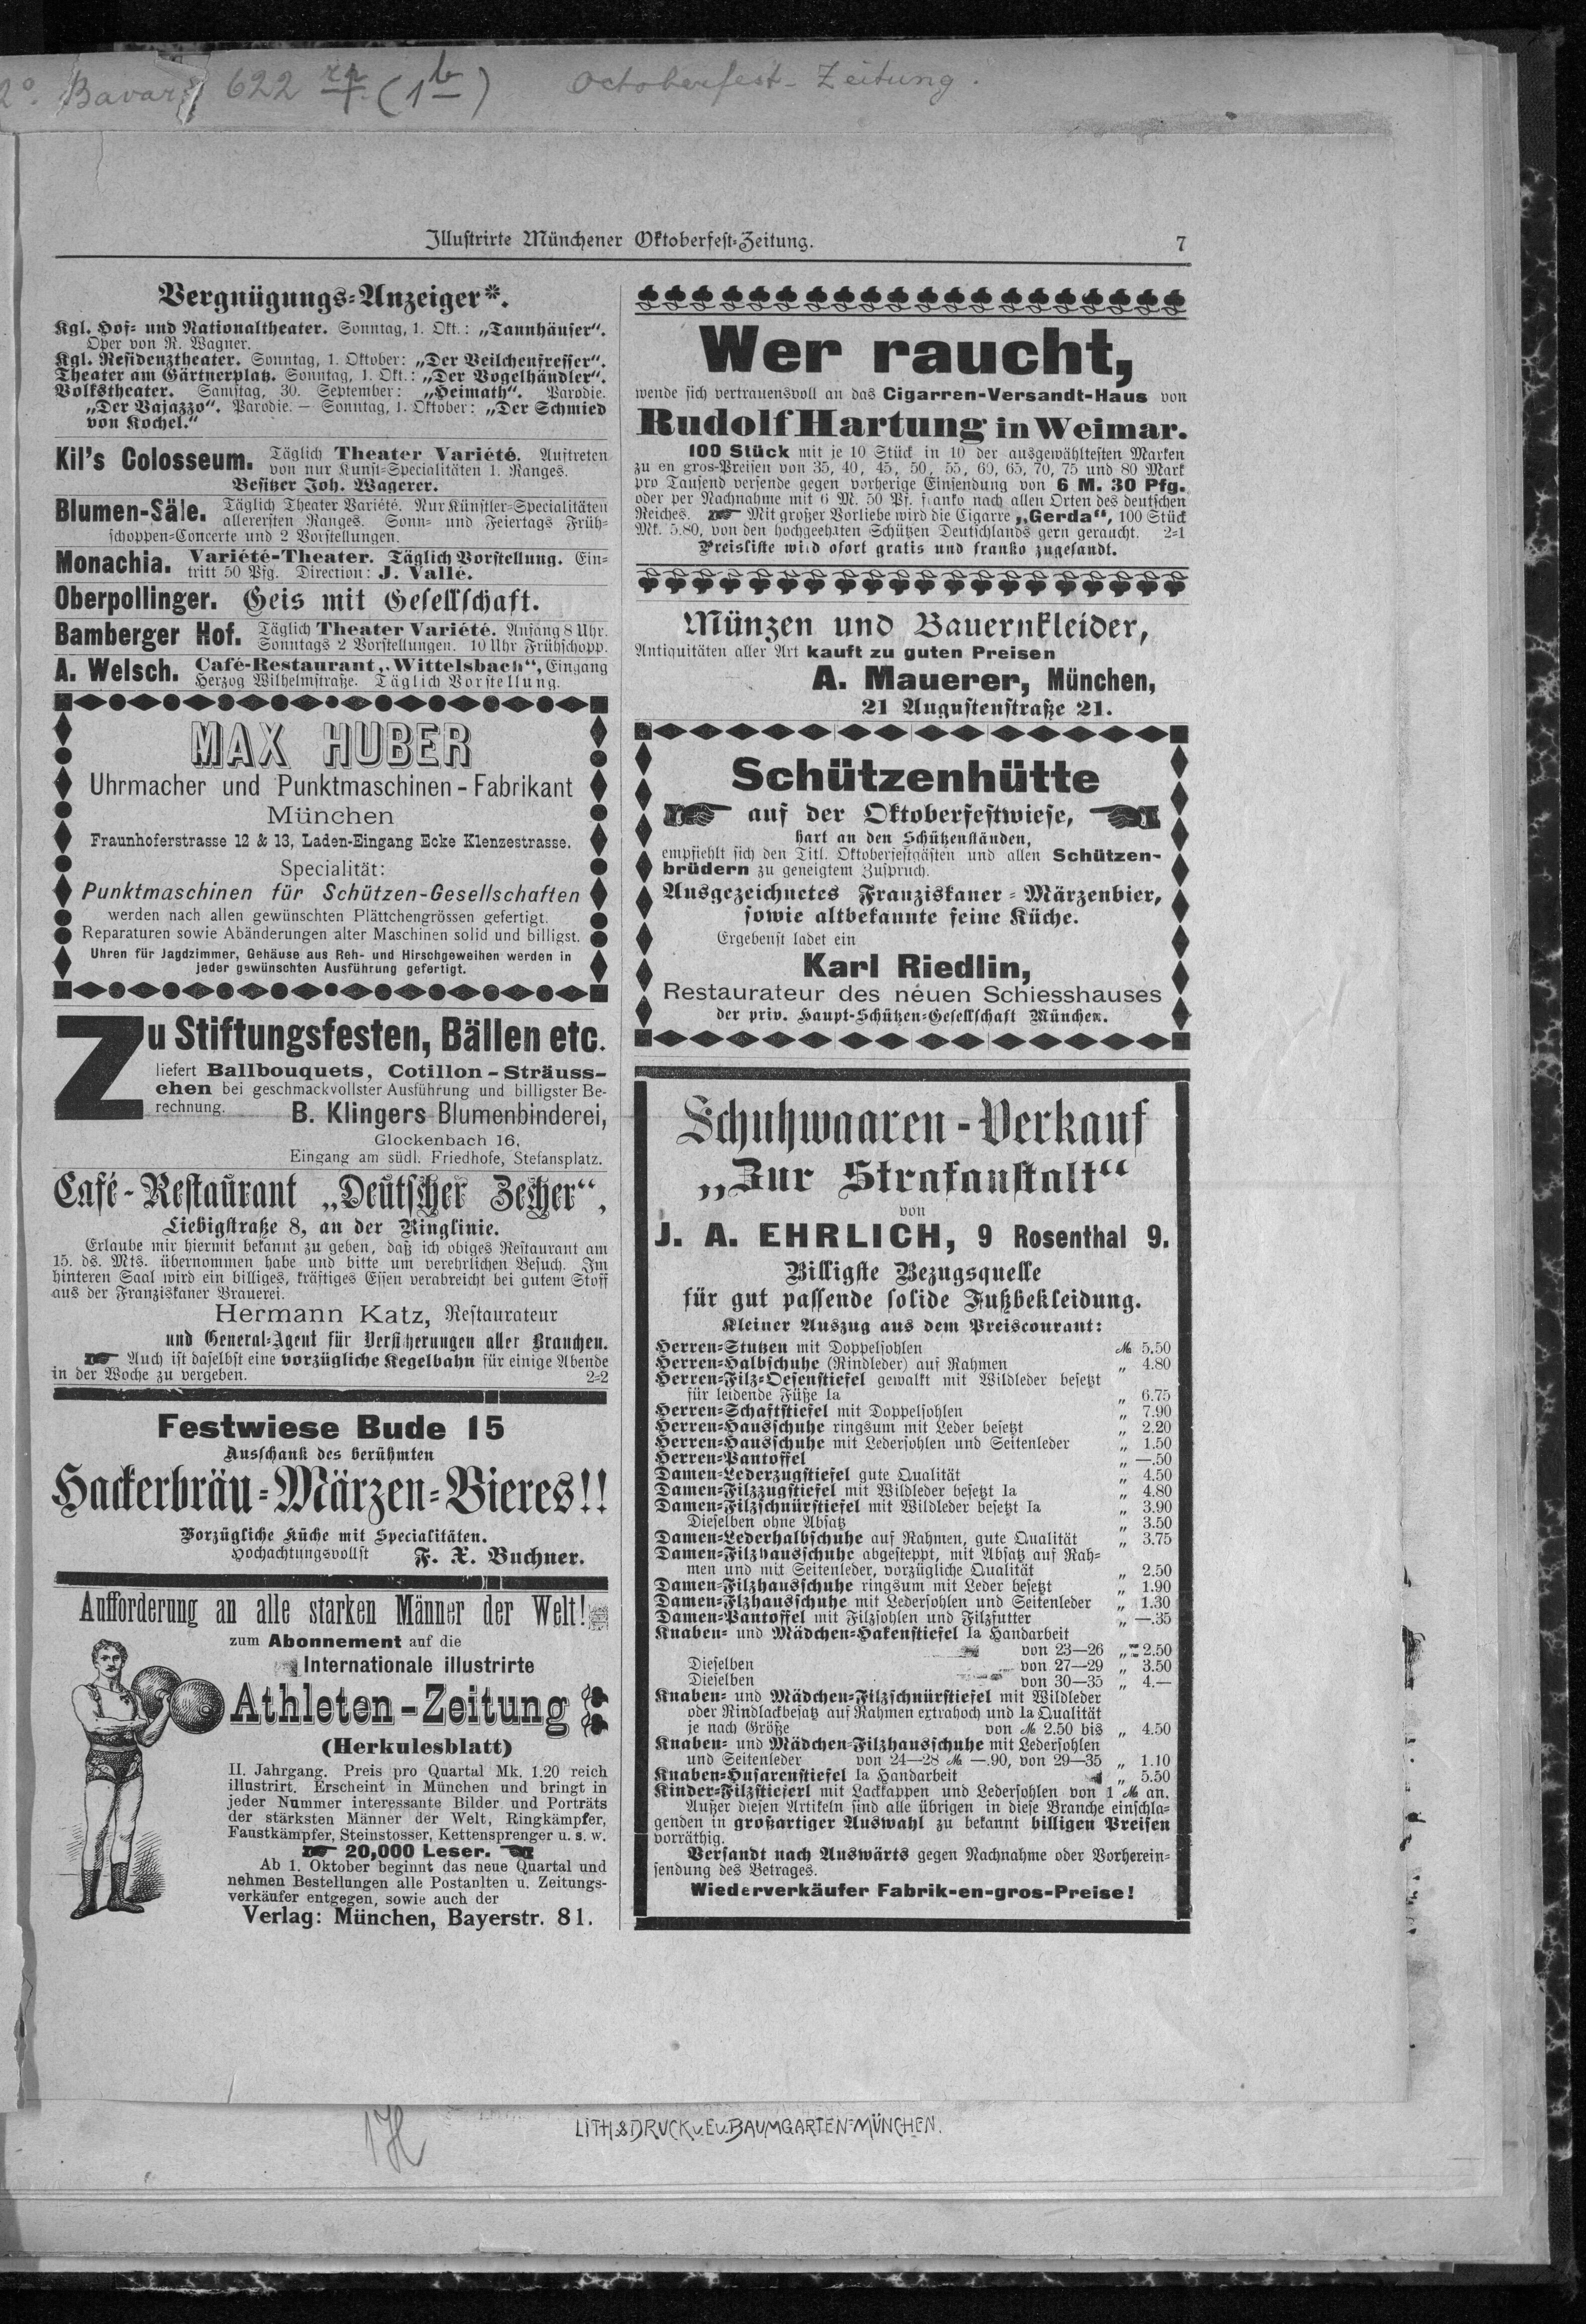 2° Bavar. 622 (1b) Octoberfest-Zeitung.
Illustrirte Münchener Oktoberfest-Zeitung.
7
Vergnügungs-Anzeiger*.
Kgl. Hof- und Nationaltheater. Sonntag, 1. Okt.: „Tannhäuser“.
Oper von R. Wagner.
Kgl. Residenztheater. Sonntag, 1. Oktober: „Der Veilchenfresser“.
Theater am Gärtnerplatz. Sonntag, 1. Okt.: „Der Vogelhändler“.
Volkstheater. Samstag, 30. September: „Heimath“. Parodie.
„Der Bajazzo“. Parodie. — Sonntag, 1. Oktober: „Der Schmied
von Kochel.“
Kil's Colosseum. Täglich Theater Variété. Auftreten
von nur Kunst-Specialitäten 1. Ranges.
Besitzer Joh. Wagerer.
Blumen-Säle. Täglich Theater Variété. Nur Künstler-Specialitäten
allerersten Ranges. Sonn- und Feiertags Früh-
schoppen-Concerte und 2 Vorstellungen.
Monachia. Variété-Theater. Täglich Vorstellung. Ein-
tritt 50 Pfg. Direction: J. Vallé.
Oberpollinger. Geis mit Gesellschaft.
Bamberger Hof. Täglich Theater Variété. Anfang 8 Uhr.
Sonntags 2 Vorstellungen. 10 Uhr Frühschopp.
A. Welsch. Café-Restaurant „Wittelsbach“, Eingang
Herzog Wilhelmstraße. Täglich Vorstellung.
MAX HUBER
Uhrmacher und Punktmaschinen-Fabrikant
München
Fraunhoferstrasse 12 & 13, Laden-Eingang Ecke Klenzestrasse.
Specialität:
Punktmaschinen für Schützen-Gesellschaften
werden nach allen gewünschten Plättchengrössen gefertigt.
Reparaturen sowie Abänderungen alter Maschinen solid und billigst.
Uhren für Jagdzimmer, Gehäuse aus Reh- und Hirschgeweihen werden in
jeder gewünschten Ausführung gefertigt.
Zu Stiftungsfesten, Bällen etc.
liefert Ballbouquets, Cotillon-Sträuss-
chen bei geschmackvollster Ausführung und billigster Be-
rechnung. B. Klingers Blumenbinderei,
Glockenbach 16,
Eingang am südl. Friedhofe, Stefansplatz.
Café-Restaurant „Deutscher Zecher“,
Liebigstraße 8, an der Ringlinie.
Erlaube mir hiermit bekannt zu geben, daß ich obiges Restaurant am
15. ds. Mts. übernommen habe und bitte um verehrlichen Besuch. Im
hinteren Saal wird ein billiges, kräftiges Essen verabreicht bei gutem Stoff
aus der Franziskaner Brauerei.
Hermann Katz, Restaurateur
und General-Agent für Versicherungen aller Branchen.
Auch ist daselbst eine vorzügliche Kegelbahn für einige Abende
in der Woche zu vergeben. 2-2
Festwiese Bude 15
Ausschank des berühmten
Hackerbräu-Märzen-Bieres!!
Vorzügliche Küche mit Specialitäten.
Hochachtungsvollst F. X. Buchner.
Aufforderung an alle starken Männer der Welt!
zum Abonnement auf die
Internationale illustrirte
Athleten-Zeitung
(Herkulesblatt)
II. Jahrgang. Preis pro Quartal Mk. 1.20 reich
illustrirt. Erscheint in München und bringt in
jeder Nummer interessante Bilder und Porträts
der stärksten Männer der Welt, Ringkämpfer,
Faustkämpfer, Steinstosser, Kettensprenger u. s. w.
20,000 Leser.
Ab 1. Oktober beginnt das neue Quartal und
nehmen Bestellungen alle Postanlten u. Zeitungs-
verkäufer entgegen, sowie auch der
Verlag: München, Bayerstr. 81.
Wer raucht,
wende sich vertrauensvoll an das Cigarren-Versandt-Haus von
Rudolf Hartung in Weimar.
100 Stück mit je 10 Stück in 10 der ausgewähltesten Marken
zu en gros-Preisen von 35, 40, 45, 50, 55, 60, 65, 70, 75 und 80 Mark
pro Tausend versende gegen vorherige Einsendung von 6 M. 30 Pfg.
oder per Nachnahme mit 6 M. 50 Pf. franko nach allen Orten des deutschen
Reiches. Mit großer Vorliebe wird die Cigarre „Gerda“, 100 Stück
Mk. 5.80, von den hochgeehrten Schützen Deutschlands gern geraucht. 2-1
Preisliste wird ofort gratis und franko zugesandt.
Münzen und Bauernkleider,
Antiquitäten aller Art kauft zu guten Preisen
A. Mauerer, München,
21 Augustenstraße 21.
Schützenhütte
auf der Oktoberfestwiese,
hart an den Schützenständen,
empfiehlt sich den Titl. Oktoberfestgästen und allen Schützen-
brüdern zu geneigtem Zuspruch.
Ausgezeichnetes Franziskaner-Märzenbier,
sowie altbekannte feine Küche.
Ergebenst ladet ein
Karl Riedlin,
Restaurateur des neuen Schiesshauses
der priv. Haupt-Schützen-Gesellschaft München.
Schuhwaaren-Verkauf
„Zur Strafanstalt“
von
J. A. EHRLICH, 9 Rosenthal 9.
Billigste Bezugsquelle
für gut passende solide Fußbekleidung.
Kleiner Auszug aus dem Preiscourant:
Herren-Stutzen mit Doppelsohlen M 5.50
Herren-Halbschuhe (Rindleder) auf Rahmen „ 4.80
Herren-Filz-Oesenstiefel gewalkt mit Wildleder besetzt
für leidende Füße Ia „ 6.75
Herren-Schaftstiefel mit Doppelsohlen „ 7.90
Herren-Hausschuhe ringsum mit Leder besetzt „ 2.20
Herren-Hausschuhe mit Ledersohlen und Seitenleder „ 1.50
Herren-Pantoffel „ —.50
Damen-Lederzugstiefel gute Qualität „ 4.50
Damen-Filzzugstiefel mit Wildleder besetzt Ia „ 4.80
Damen-Filzschnürstiefel mit Wildleder besetzt Ia „ 3.90
Dieselben ohne Absatz „ 3.50
Damen-Lederhalbschuhe auf Rahmen, gute Qualität „ 3.75
Damen-Filzhausschuhe abgesteppt, mit Absatz auf Rah-
men und mit Seitenleder, vorzügliche Qualität „ 2.50
Damen-Filzhausschuhe ringsum mit Leder besetzt „ 1.90
Damen-Flzhausschuhe mit Ledersohlen und Seitenleder „ 1.30
Damen-Pantoffel mit Filzsohlen und Filzfutter „ —.35
Knaben- und Mädchen-Hakenstiefel Ia Handarbeit
von 23—26 „ 2.50
Dieselben von 27—29 „ 3.50
Dieselben von 30—35 „ 4.—
Knaben- und Mädchen-Filzschnürstiefel mit Wildleder
oder Rindlackbesatz auf Rahmen extrahoch und Ia Qualität
je nach Größe von M 2.50 bis „ 4.50
Knaben- und Mädchen-Filzhausschuhe mit Ledersohlen
und Seitenleder von 24—28 M —.90, von 29—35 „ 1.10
Knaben-Husarenstiefel Ia Handarbeit „ 5.50
Kinder-Filzstieferl mit Lackkappen und Ledersohlen von 1 M an.
Außer diesen Artikeln sind alle übrigen in diese Branche einschla-
genden in großartiger Auswahl zu bekannt billigen Preisen
vorräthig.
Versandt nach Auswärts gegen Nachnahme oder Vorherein-
sendung des Betrages.
Wiederverkäufer Fabrik-en-gros-Preise!
LITH & DRUCK v. E. v. BAUMGARTEN-MÜNCHEN.